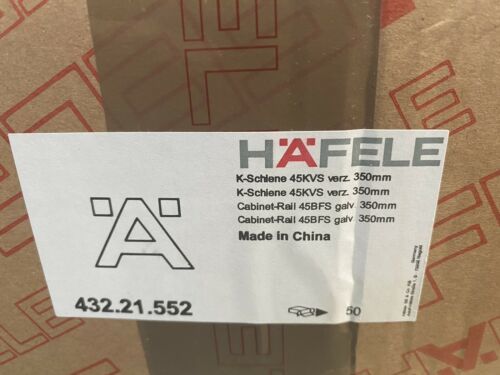 HÄFELE
K-Schiene 45KVS verz. 350mm
K-Schiene 45KVS verz. 350mm
Cabinet-Rail 45BFS galv. 350mm
Cabinet-Rail 45BFS galv. 350mm
Made in China
Ä
432.21.552
50
Germany